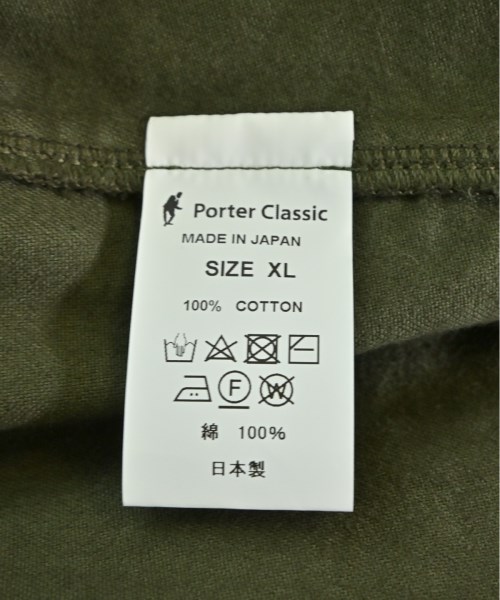 Porter Classic
MADE IN JAPAN
SIZE XL
100% COTTON
F W
綿 100%
日本製